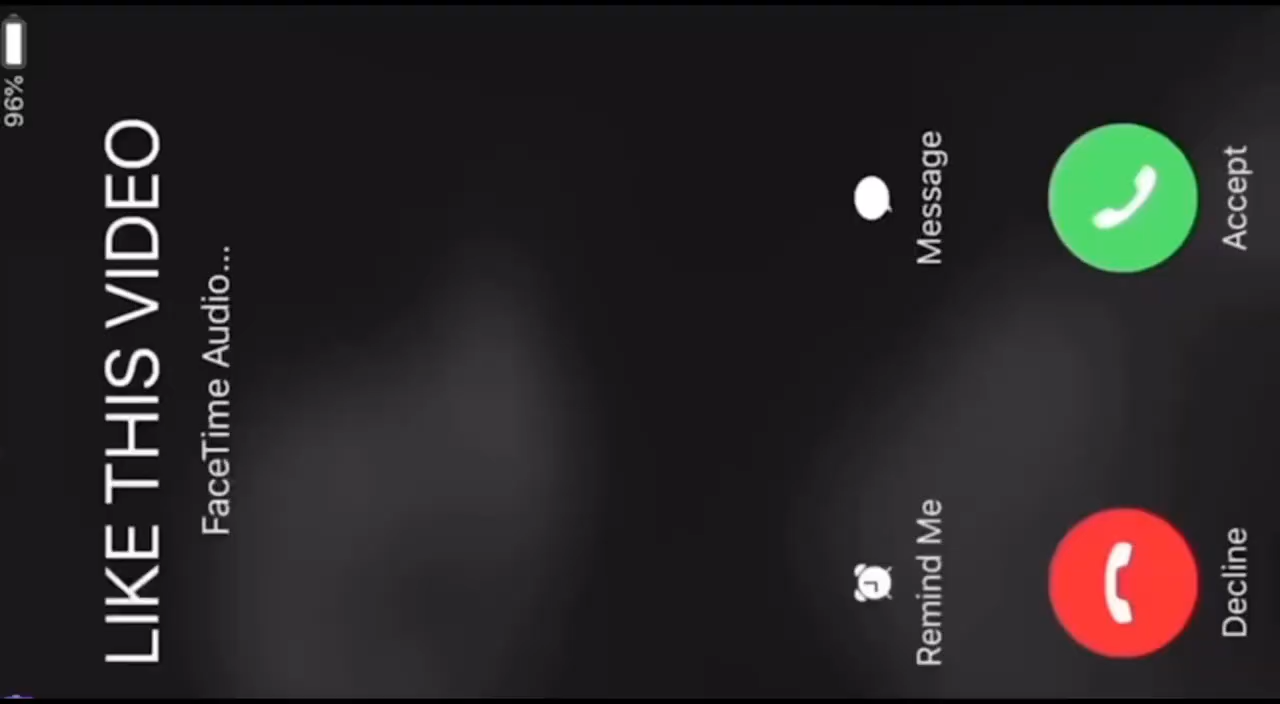 96%
LIKE THIS VIDEO
FaceTime Audio...
Remind Me
Message
Decline
Accept